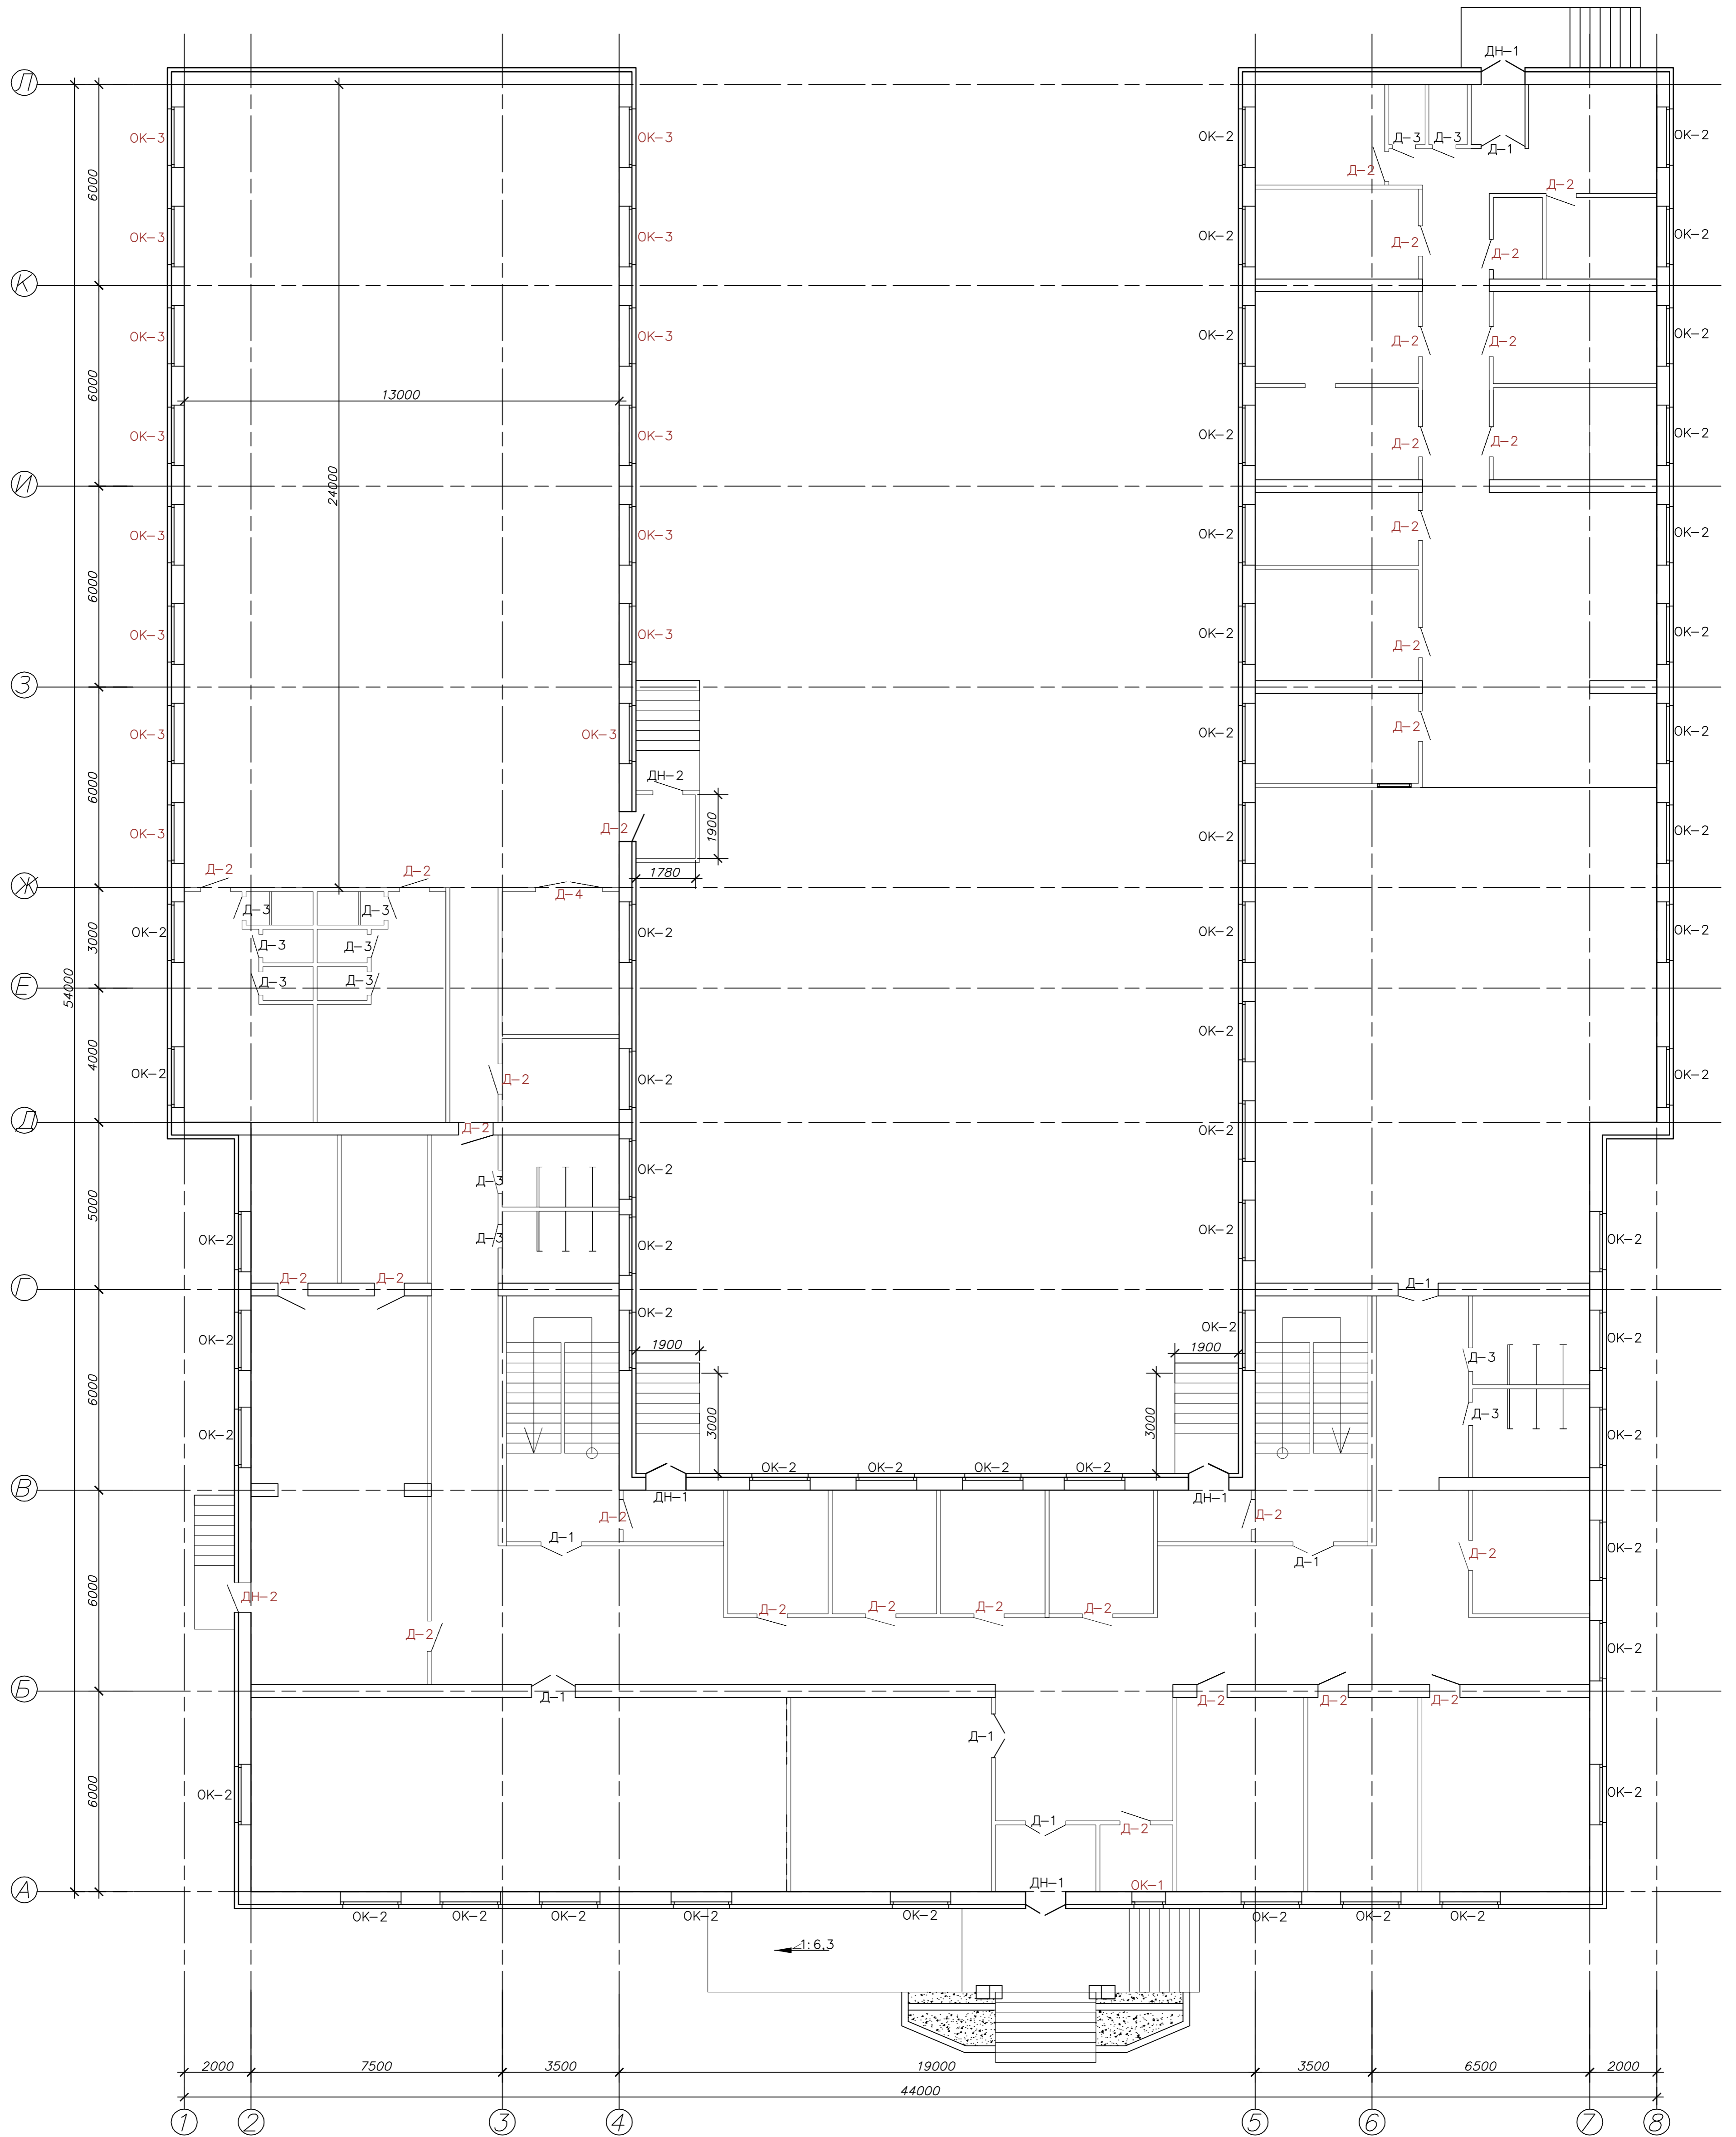 ДН-1
Л
ОК-3 ОК-3 ОК-2 Д-3 Д-3 Д-1 ОК-2
6000
Д-2 Д-2
ОК-3 ОК-3 ОК-2 Д-2 Д-2 ОК-2
К
ОК-3 ОК-3 ОК-2 Д-2 Д-2 ОК-2
6000 13000
ОК-3 ОК-3 ОК-2 Д-2 Д-2 ОК-2
И 24000
ОК-3 ОК-3 ОК-2 Д-2 ОК-2
6000
ОК-3 ОК-3 ОК-2 Д-2 ОК-2
З
ОК-3 ОК-3 ОК-2 Д-2 ОК-2
6000 ДН-2
ОК-3 Д-2 1900 ОК-2 ОК-2
Д-2 Д-2 1780
Ж
Д-4
Д-3 Д-3
3000 ОК-2 ОК-2 ОК-2 ОК-2
Д-3 Д-3
Е 54000 Д-3 Д-3
ОК-2
4000 ОК-2 Д-2 ОК-2 ОК-2
Д Д-2 ОК-2
Д-3 ОК-2
5000
ОК-2 Д-3 ОК-2 ОК-2 ОК-2
Г Д-2 Д-2 Д-1
ОК-2 ОК-2 ОК-2 ОК-2
1900 1900 Д-3
6000
ОК-2 3000 3000 Д-3 ОК-2
ОК-2 ОК-2 ОК-2 ОК-2
В ДН-1 ДН-1
Д-2 Д-2
Д-1 Д-1 Д-2 ОК-2
6000 ДН-2
Д-2 Д-2 Д-2 Д-2
Д-2 ОК-2
Б Д-1 Д-2 Д-2 Д-2
Д-1
6000 ОК-2 ОК-2
Д-1 Д-2
А ДН-1 ОК-1
ОК-2 ОК-2 ОК-2 ОК-2 ОК-2 ОК-2 ОК-2 ОК-2
1:6,3
2000 7500 3500 19000 3500 6500 2000
44000
1 2 3 4 5 6 7 8